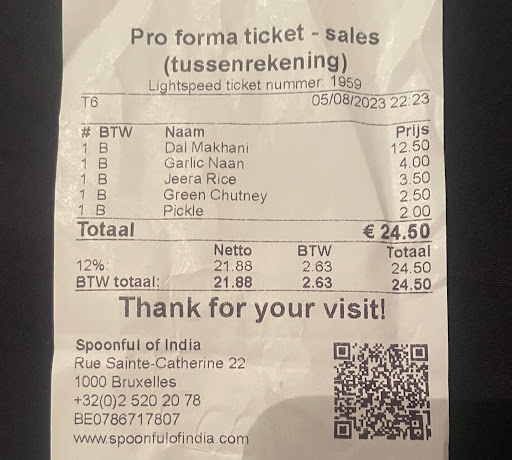 Pro forma ticket - sales
(tussenrekening)
Lightspeed ticket nummer: 1959
T6 05/08/2023 22:23
# BTW Naam Prijs
1 B Dal Makhani 12.50
1 B Garlic Naan 4.00
1 B Jeera Rice 3.50
1 B Green Chutney 2.50
1 B Pickle 2.00
Totaal € 24.50
Netto BTW Totaal
12%: 21.88 2.63 24.50
BTW totaal: 21.88 2.63 24.50
Thank for your visit!
Spoonful of India
Rue Sainte-Catherine 22
1000 Bruxelles
+32(0)2 520 20 78
BE0786717807
www.spoonfulofindia com